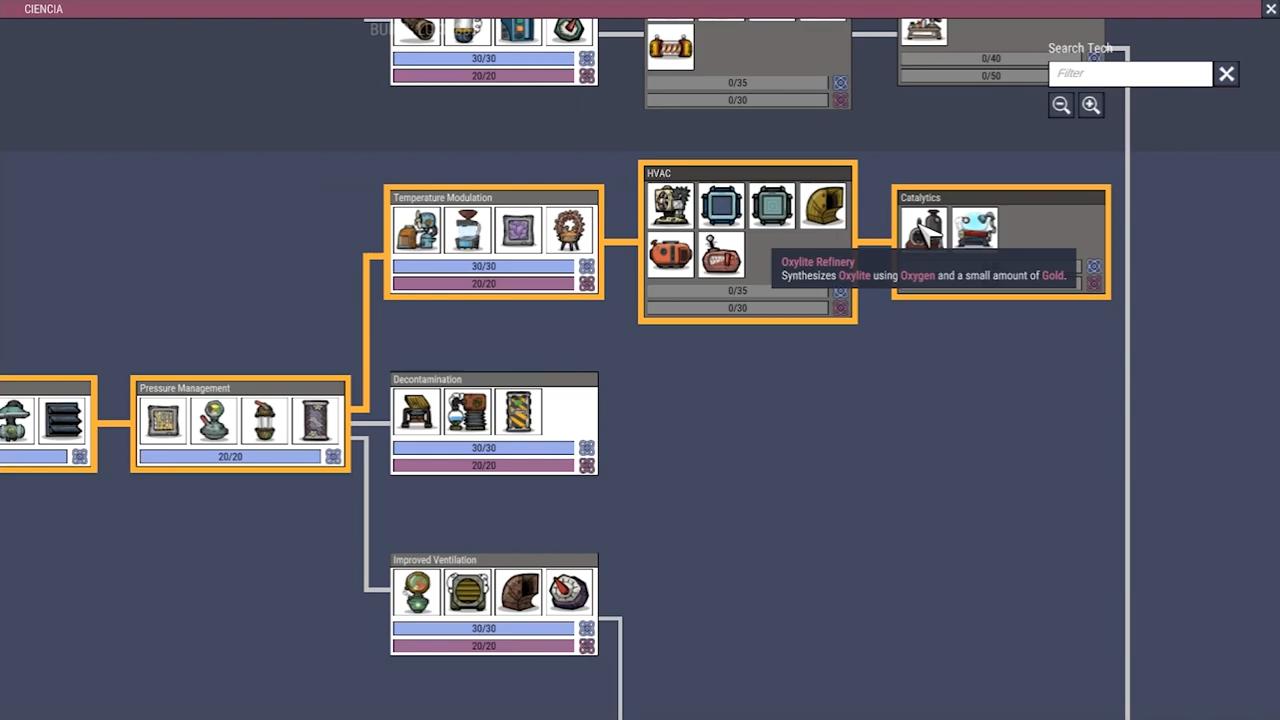 CIENCIA
30/30
20/20
0/35
0/30
0/40
0/50
Search Tech
Filter
Temperature Modulation
30/30
20/20
HVAC
0/35
0/30
Catalytics
Oxylite Refinery
Synthesizes Oxylite using Oxygen and a small amount of Gold.
Pressure Management
20/20
Decontamination
30/30
20/20
Improved Ventilation
30/30
20/20